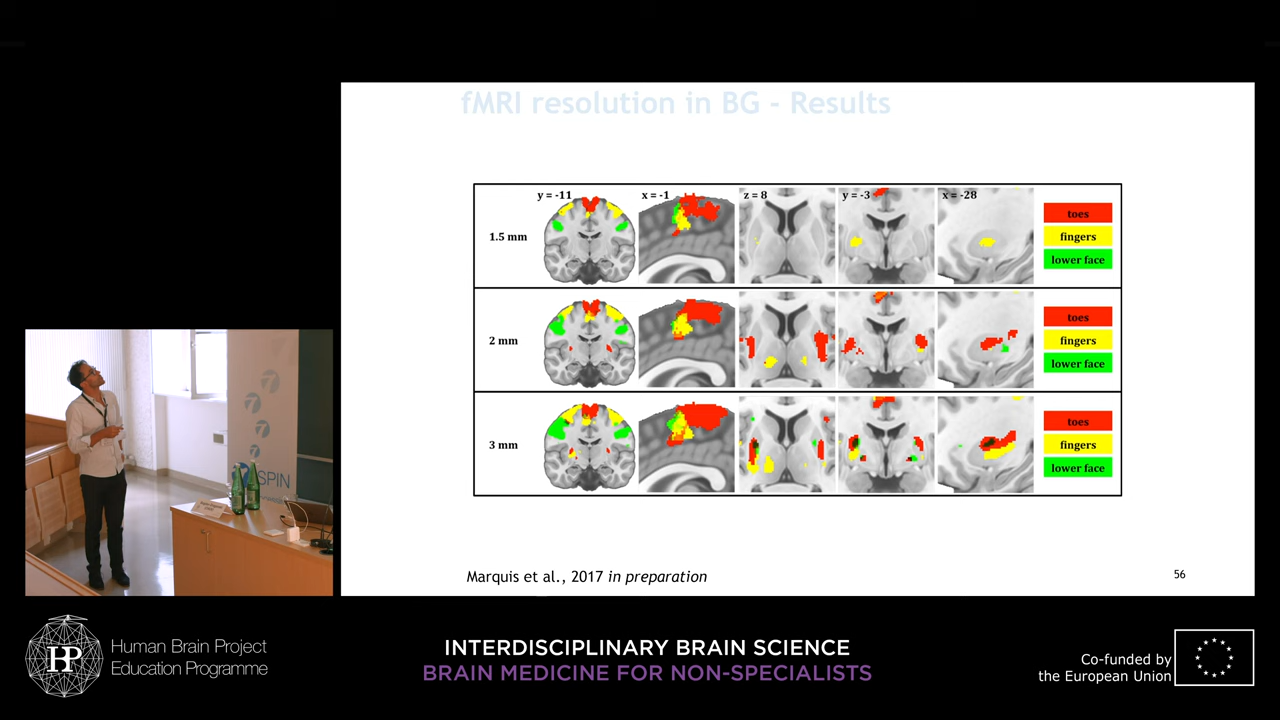 fMRI resolution in BG - Results
y = -11
x = -1
z = 8
y = -3
x = -28
1.5 mm
toes
fingers
lower face
2 mm
toes
fingers
lower face
3 mm
toes
fingers
lower face
SPIN
Marquis et al., 2017 in preparation
56
HP
Human Brain Project
Education Programme
INTERDISCIPLINARY BRAIN SCIENCE
BRAIN MEDICINE FOR NON-SPECIALISTS
Co-funded by
the European Union